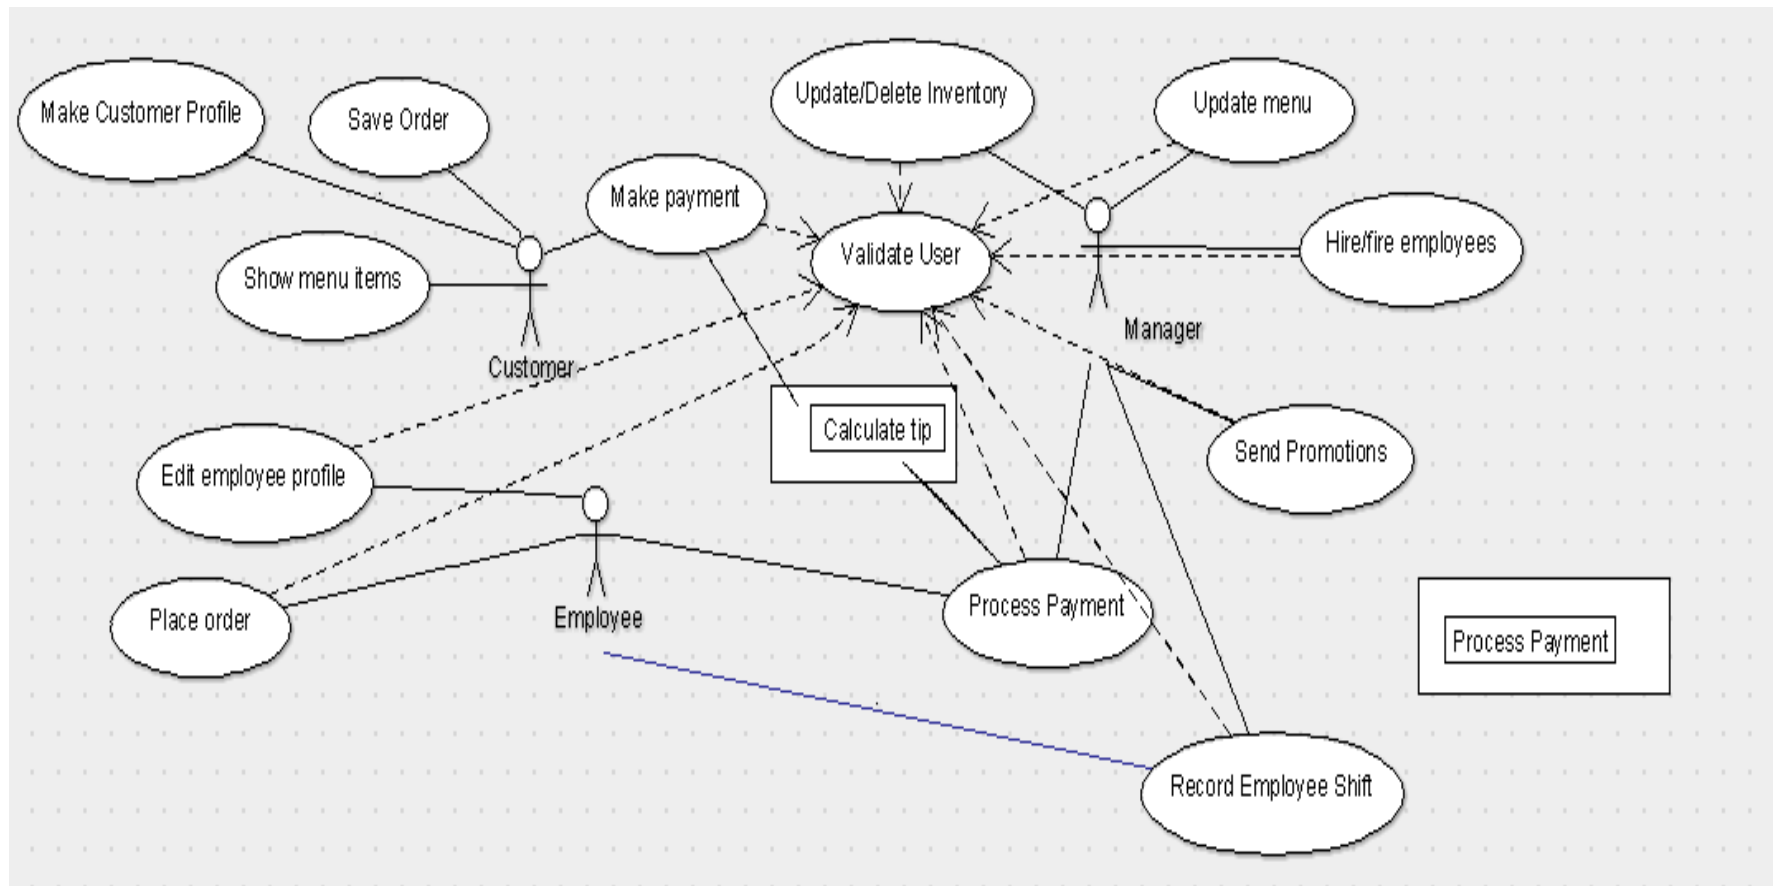 Update/Delete Inventory
Update menu
Make Customer Profile
Save Order
Make payment
Validate User
Hire/fire employees
Show menu items
Manager
Customer
Calculate tip
Send Promotions
Edit employee profile
Process Payment
Place order
Employee
Process Payment
Record Employee Shift